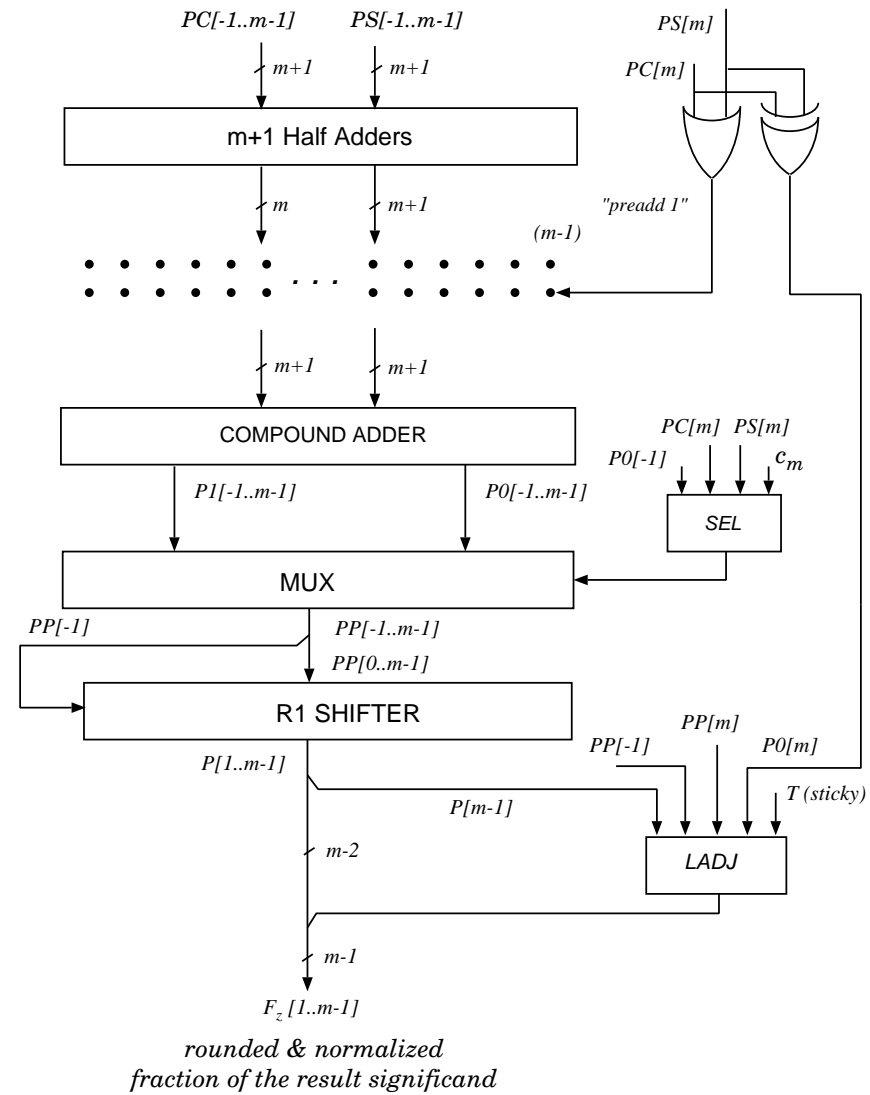 PC[-1..m-1]
PS[-1..m-1]
PS[m]
PC[m]
m+1
m+1
m+1 Half Adders
m
m+1
"preadd 1"
(m-1)
. . .
m+1
m+1
COMPOUND ADDER
PC[m]
PS[m]
P0[-1]
c_m
P1[-1..m-1]
P0[-1..m-1]
SEL
MUX
PP[-1]
PP[-1..m-1]
PP[0..m-1]
R1 SHIFTER
PP[m]
PP[-1]
P0[m]
P[1..m-1]
T (sticky)
P[m-1]
m-2
LADJ
m-1
F_z [1..m-1]
rounded & normalized
fraction of the result significand